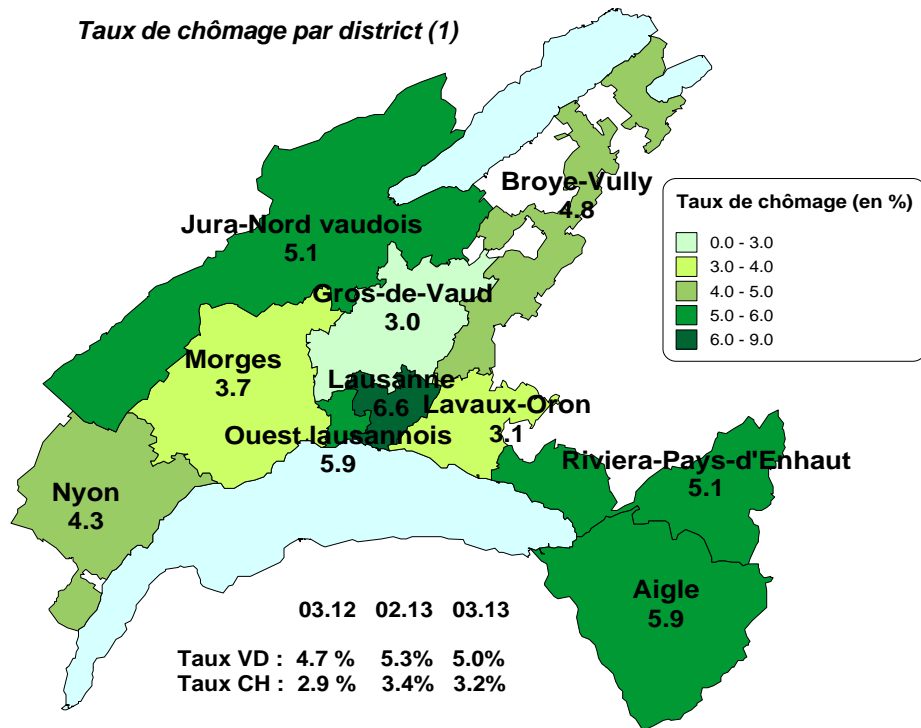 Taux de chômage par district (1)
Broye-Vully
4.8
Taux de chômage (en %)
0.0 - 3.0
3.0 - 4.0
4.0 - 5.0
5.0 - 6.0
6.0 - 9.0
Jura-Nord vaudois
5.1
Gros-de-Vaud
3.0
Morges
3.7
Lausanne
6.6
Lavaux-Oron
3.1
Ouest lausannois
5.9
Riviera-Pays-d'Enhaut
5.1
Nyon
4.3
Aigle
5.9
03.12 02.13 03.13
Taux VD : 4.7 % 5.3% 5.0%
Taux CH : 2.9 % 3.4% 3.2%